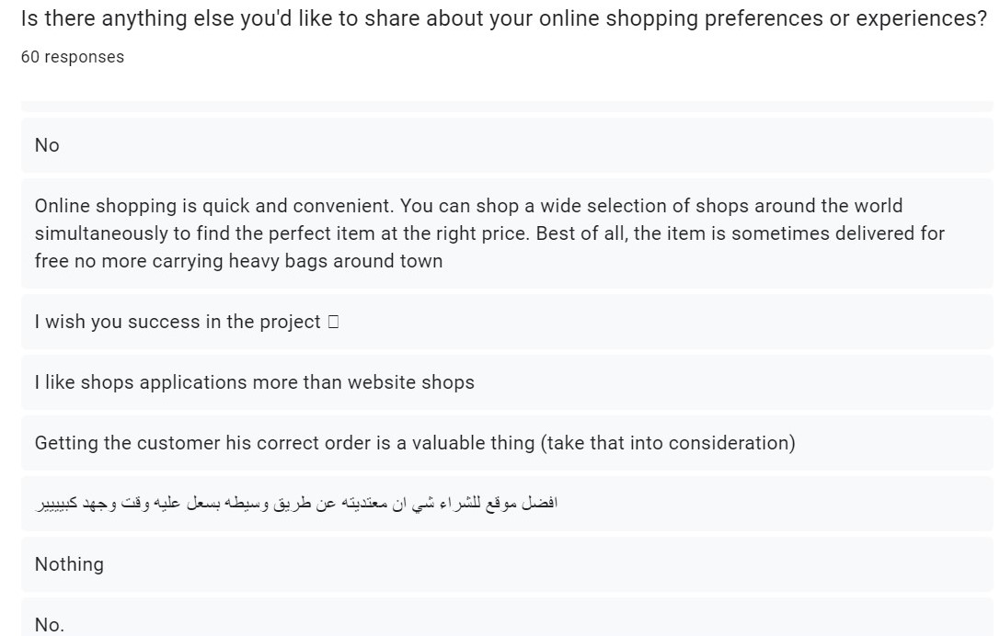 Is there anything else you'd like to share about your online shopping preferences or experiences?
60 responses
No
Online shopping is quick and convenient. You can shop a wide selection of shops around the world
simultaneously to find the perfect item at the right price. Best of all, the item is sometimes delivered for
free no more carrying heavy bags around town
I wish you success in the project
I like shops applications more than website shops
Getting the customer his correct order is a valuable thing (take that into consideration)
افضل موقع للشراء شي ان معتديته عن طريق وسيطه بسعل عليه وقت وجهد كبيييير
Nothing
No.